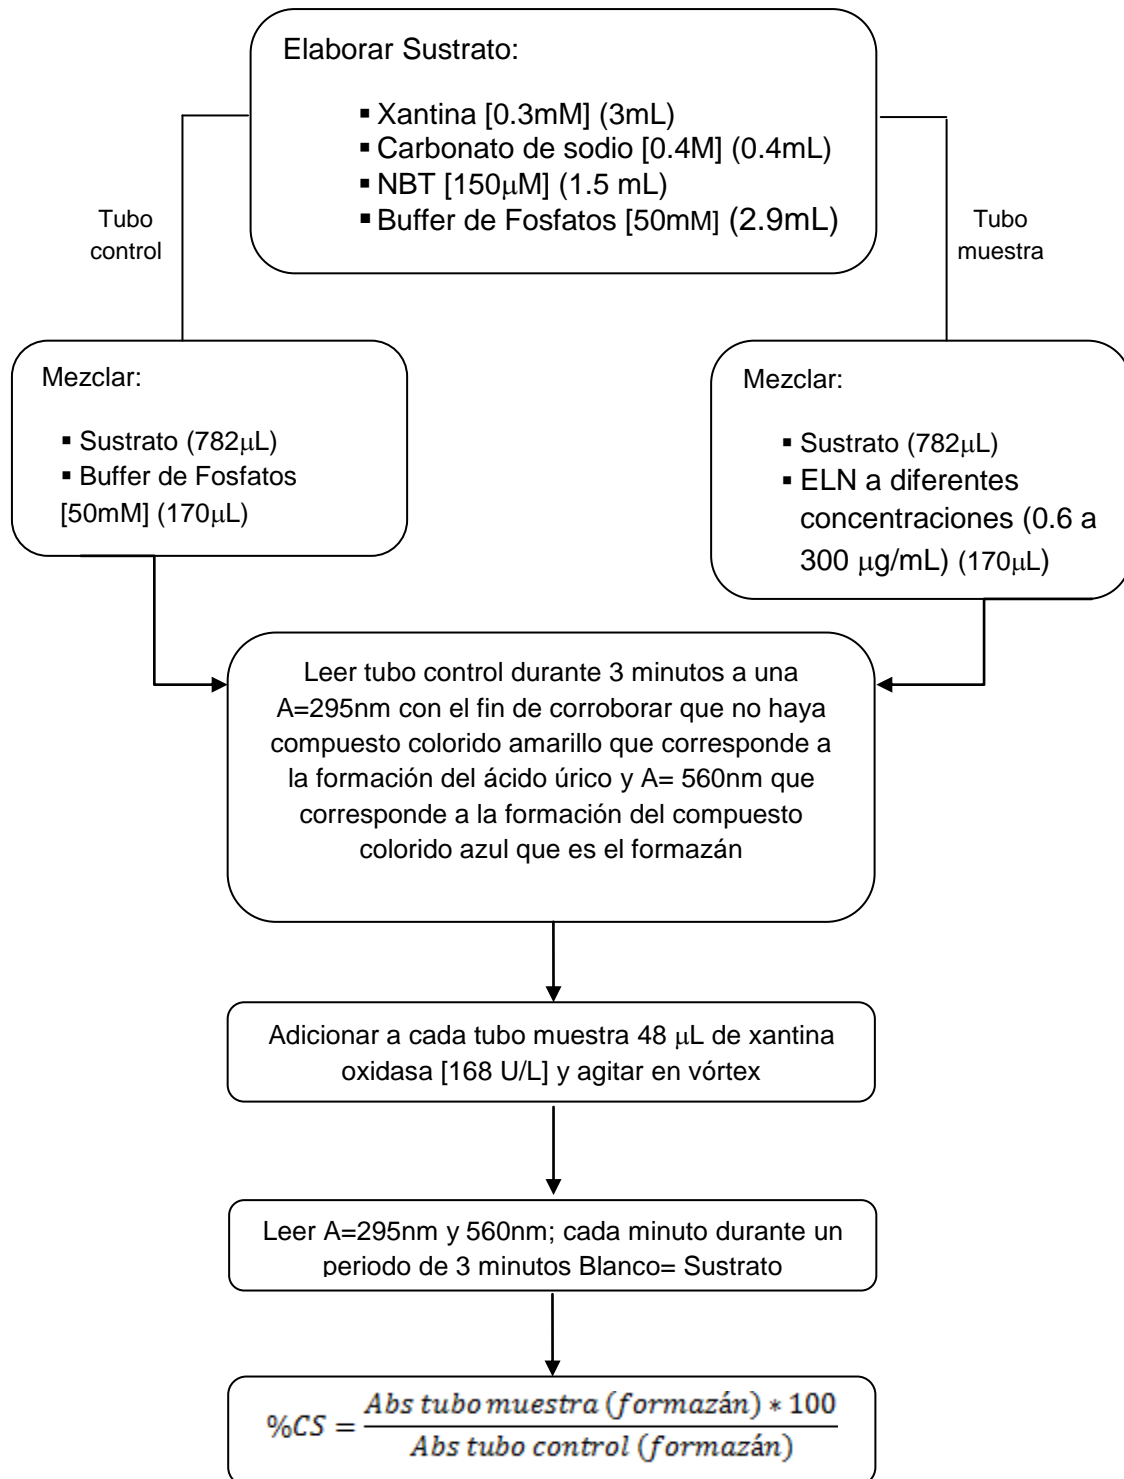 Elaborar Sustrato:
▪ Xantina [0.3mM] (3mL)
▪ Carbonato de sodio [0.4M] (0.4mL)
▪ NBT [150μM] (1.5 mL)
▪ Buffer de Fosfatos [50mM] (2.9mL)
Tubo
control
Tubo
muestra
Mezclar:
▪ Sustrato (782μL)
▪ Buffer de Fosfatos
[50mM] (170μL)
Mezclar:
▪ Sustrato (782μL)
▪ ELN a diferentes
concentraciones (0.6 a
300 μg/mL) (170μL)
Leer tubo control durante 3 minutos a una
A=295nm con el fin de corroborar que no haya
compuesto colorido amarillo que corresponde a
la formación del ácido úrico y A= 560nm que
corresponde a la formación del compuesto
colorido azul que es el formazán
Adicionar a cada tubo muestra 48 μL de xantina
oxidasa [168 U/L] y agitar en vórtex
Leer A=295nm y 560nm; cada minuto durante un
periodo de 3 minutos Blanco= Sustrato
%CS = Abs tubo muestra (formazán) * 100
Abs tubo control (formazán)